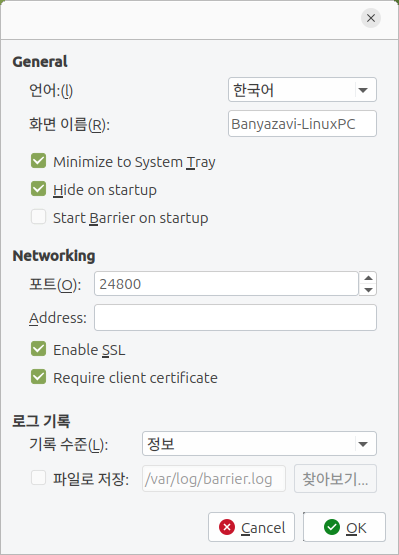 General
언어:(l)
한국어
화면 이름(R):
Banyazavi-LinuxPC
Minimize to System Tray
Hide on startup
Start Barrier on startup
Networking
포트(O):
24800
Address:
Enable SSL
Require client certificate
로그 기록
기록 수준(L):
정보
파일로 저장:
/var/log/barrier.log
찾아보기...
Cancel
OK